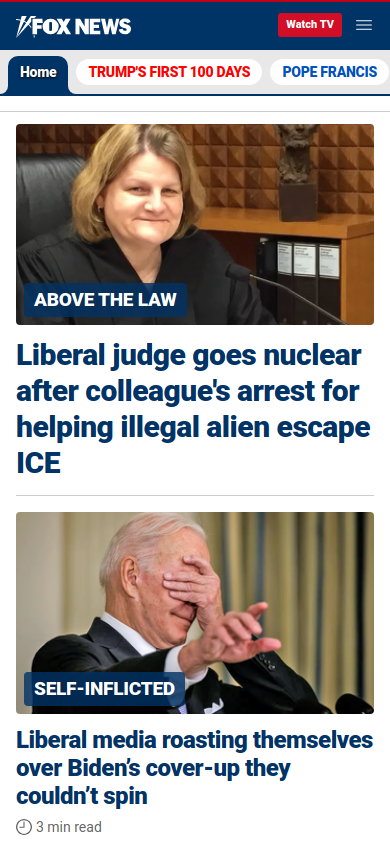 FOX NEWS
Watch TV
Home
TRUMP'S FIRST 100 DAYS
POPE FRANCIS
ABOVE THE LAW
Liberal judge goes nuclear
after colleague's arrest for
helping illegal alien escape
ICE
SELF-INFLICTED
Liberal media roasting themselves
over Biden’s cover-up they
couldn’t spin
3 min read